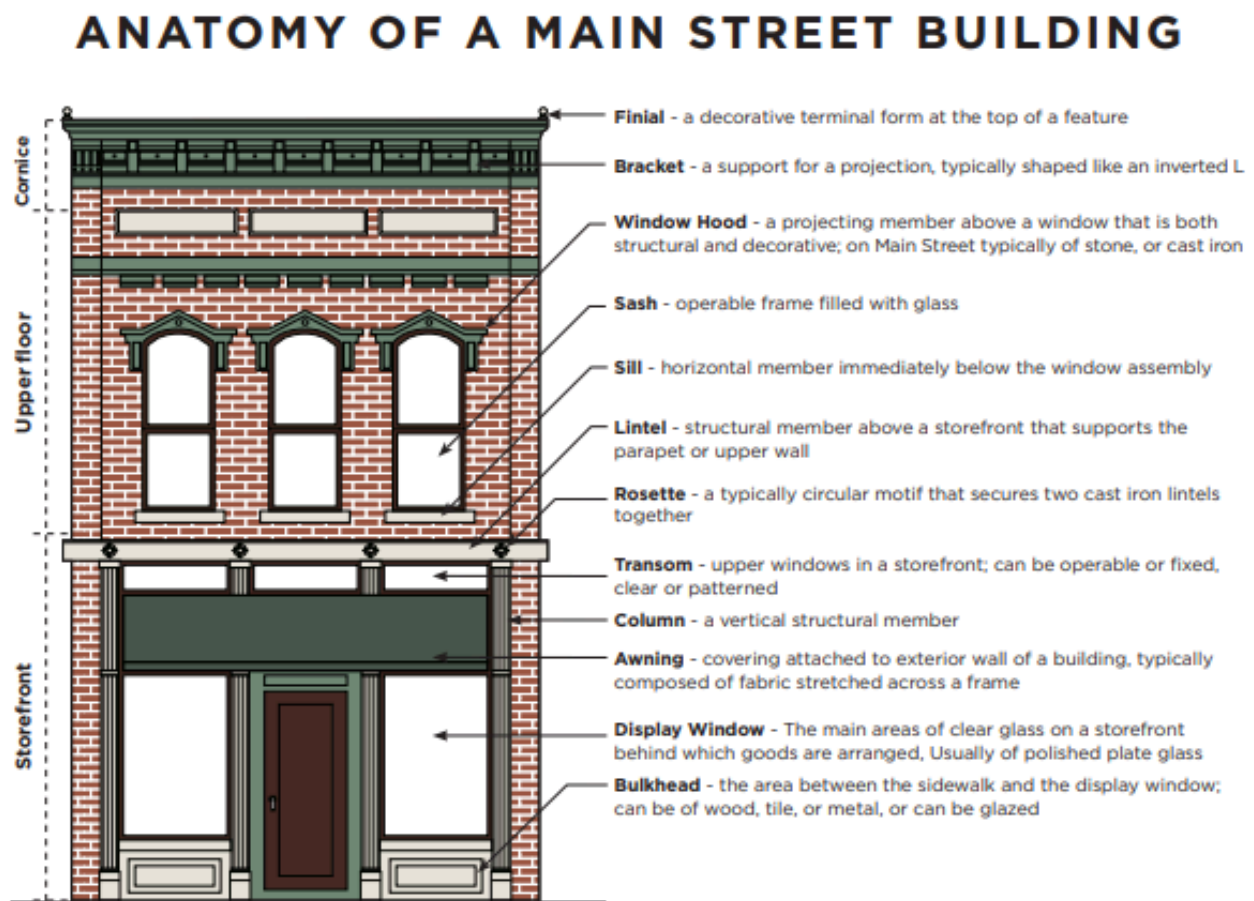 ANATOMY OF A MAIN STREET BUILDING
Cornice
Upper floor
Storefront
Finial - a decorative terminal form at the top of a feature
Bracket - a support for a projection, typically shaped like an inverted L
Window Hood - a projecting member above a window that is both
structural and decorative; on Main Street typically of stone, or cast iron
Sash - operable frame filled with glass
Sill - horizontal member immediately below the window assembly
Lintel - structural member above a storefront that supports the
parapet or upper wall
Rosette - a typically circular motif that secures two cast iron lintels
together
Transom - upper windows in a storefront; can be operable or fixed,
clear or patterned
Column - a vertical structural member
Awning - covering attached to exterior wall of a building, typically
composed of fabric stretched across a frame
Display Window - The main areas of clear glass on a storefront
behind which goods are arranged, Usually of polished plate glass
Bulkhead - the area between the sidewalk and the display window;
can be of wood, tile, or metal, or can be glazed